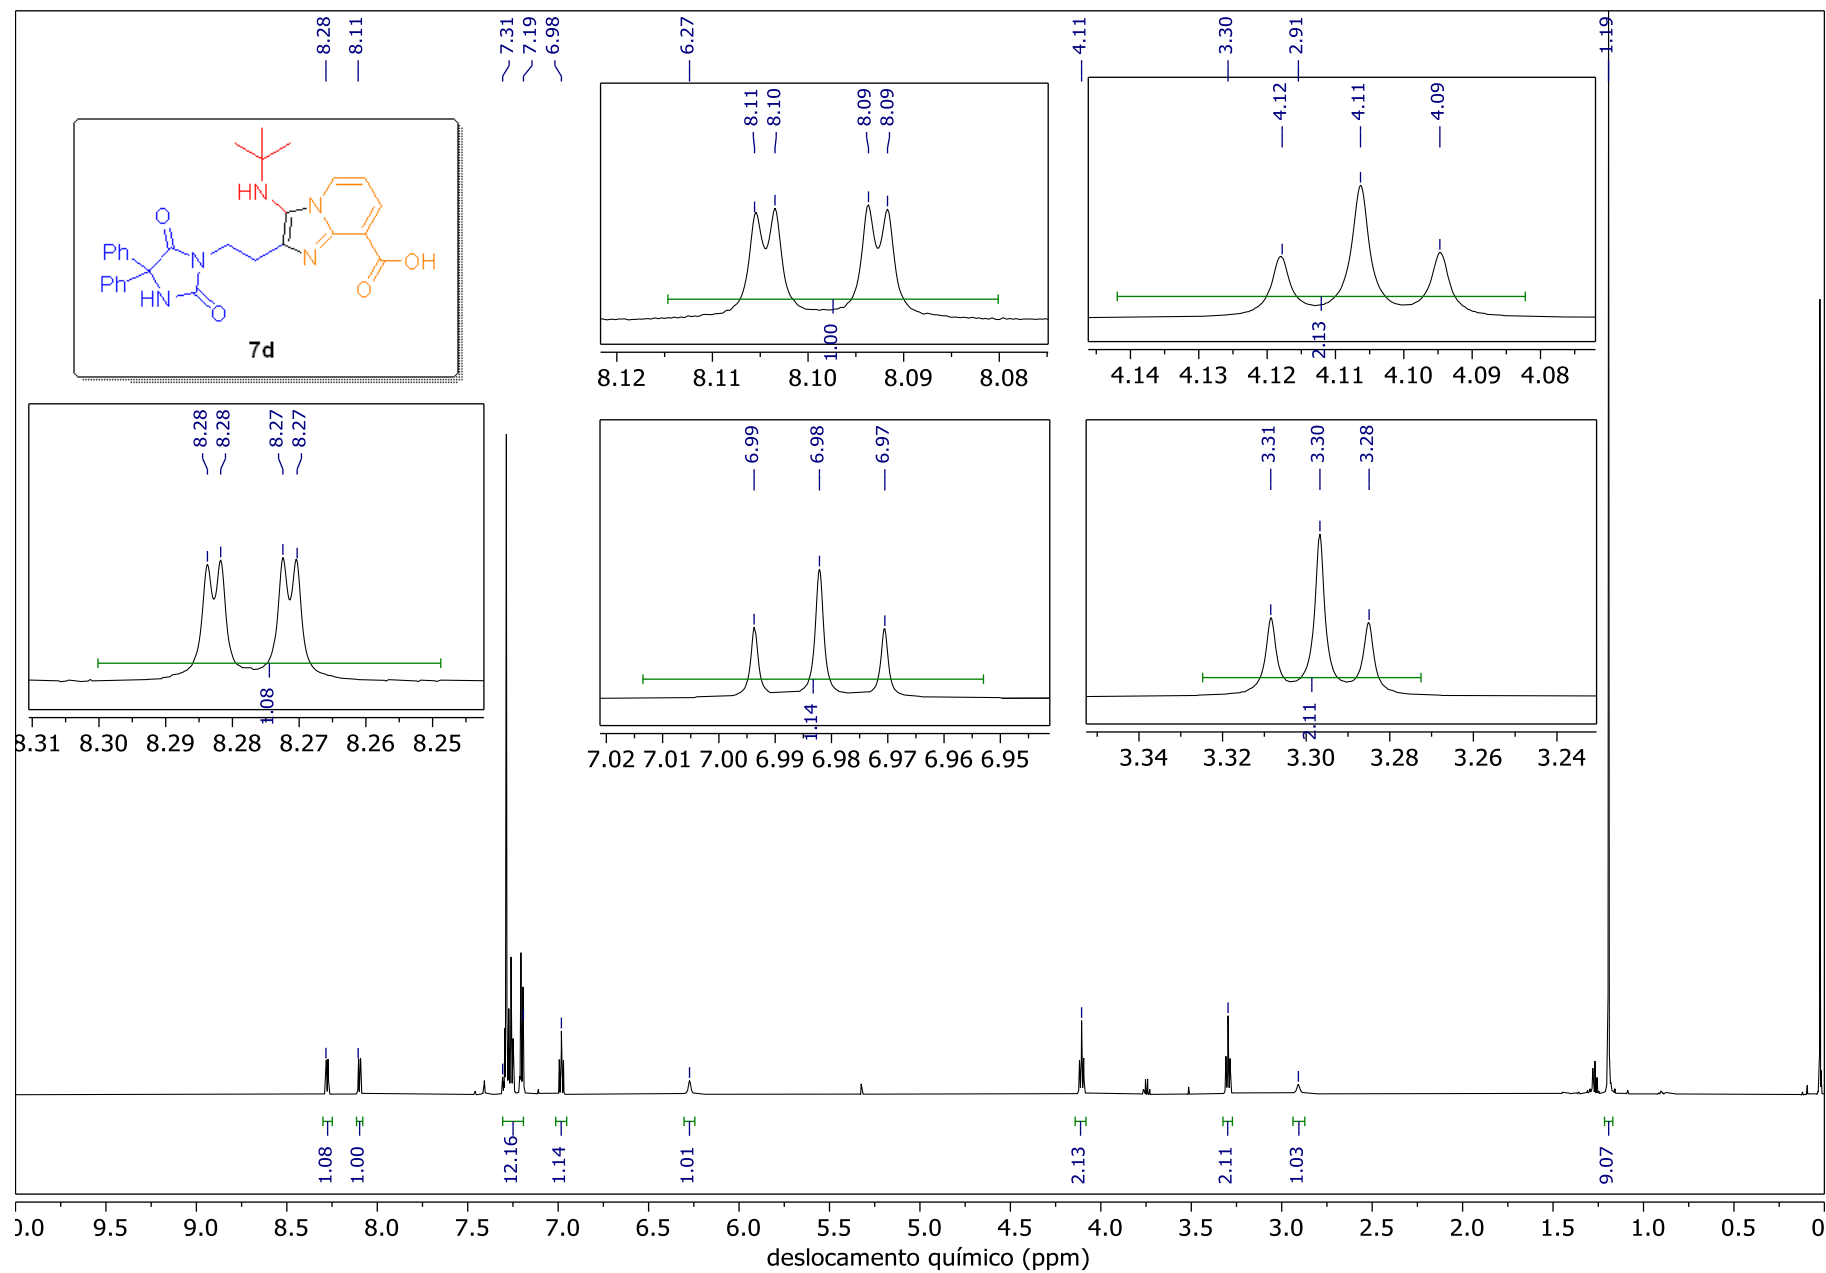 8.28 8.11 7.31 7.19 6.98 6.27 4.11 3.30 2.91 1.19
HN
N
O
N
Ph
Ph
HN
O
N
OH
O
7d
8.11 8.10 8.09 8.09
1.00
8.12 8.11 8.10 8.09 8.08
4.12 4.11 4.09
2.13
4.14 4.13 4.12 4.11 4.10 4.09 4.08
8.28 8.28 8.27 8.27
1.08
8.31 8.30 8.29 8.28 8.27 8.26 8.25
6.99 6.98 6.97
1.14
7.02 7.01 7.00 6.99 6.98 6.97 6.96 6.95
3.31 3.30 3.28
2.11
3.34 3.32 3.30 3.28 3.26 3.24
1.08 1.00 12.16 1.14 1.01 2.13 2.11 1.03 9.07
.0 9.5 9.0 8.5 8.0 7.5 7.0 6.5 6.0 5.5 5.0 4.5 4.0 3.5 3.0 2.5 2.0 1.5 1.0 0.5 0
deslocamento químico (ppm)